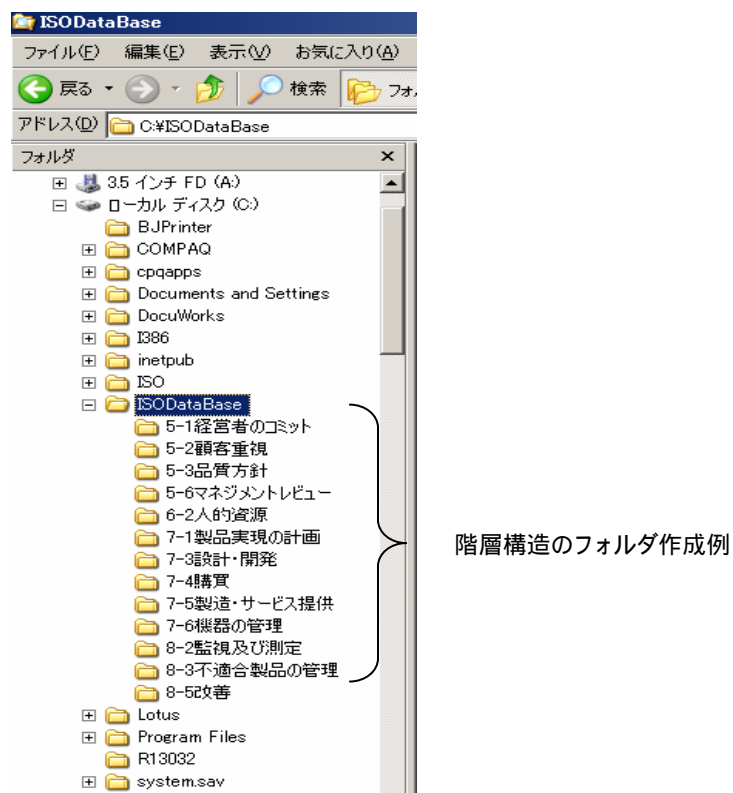 ISODataBase
ファイル(F) 編集(E) 表示(V) お気に入り(A)
戻る 検索 フォ
アドレス(D) C:¥ISODataBase
フォルダ ×
3.5 インチ FD (A:)
ローカル ディスク (C:)
BJPrinter
COMPAQ
cpqapps
Documents and Settings
DocuWorks
I386
inetpub
ISO
ISODataBase
5-1経営者のコミット
5-2顧客重視
5-3品質方針
5-6マネジメントレビュー
6-2人的資源
7-1製品実現の計画
7-3設計・開発
7-4購買
7-5製造・サービス提供
7-6機器の管理
8-2監視及び測定
8-3不適合製品の管理
8-5改善
Lotus
Program Files
R13032
system.sav
階層構造のフォルダ作成例